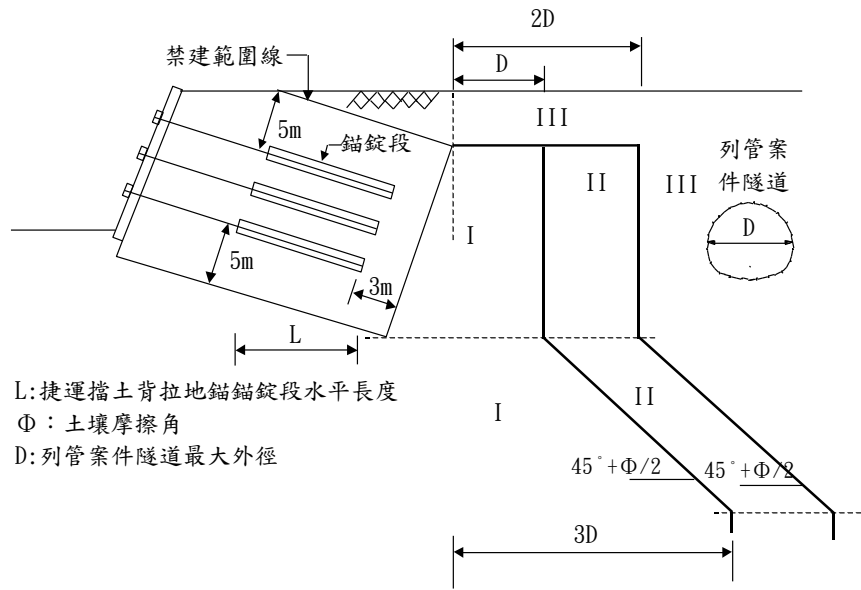 2D
禁建範圍線
D
III
5m
錨錠段
列管案
件隧道
II
III
I
D
5m
3m
L
L:捷運擋土背拉地錨錨錠段水平長度
I
II
Φ:土壤摩擦角
D:列管案件隧道最大外徑
45°+Φ/2
45°+Φ/2
3D